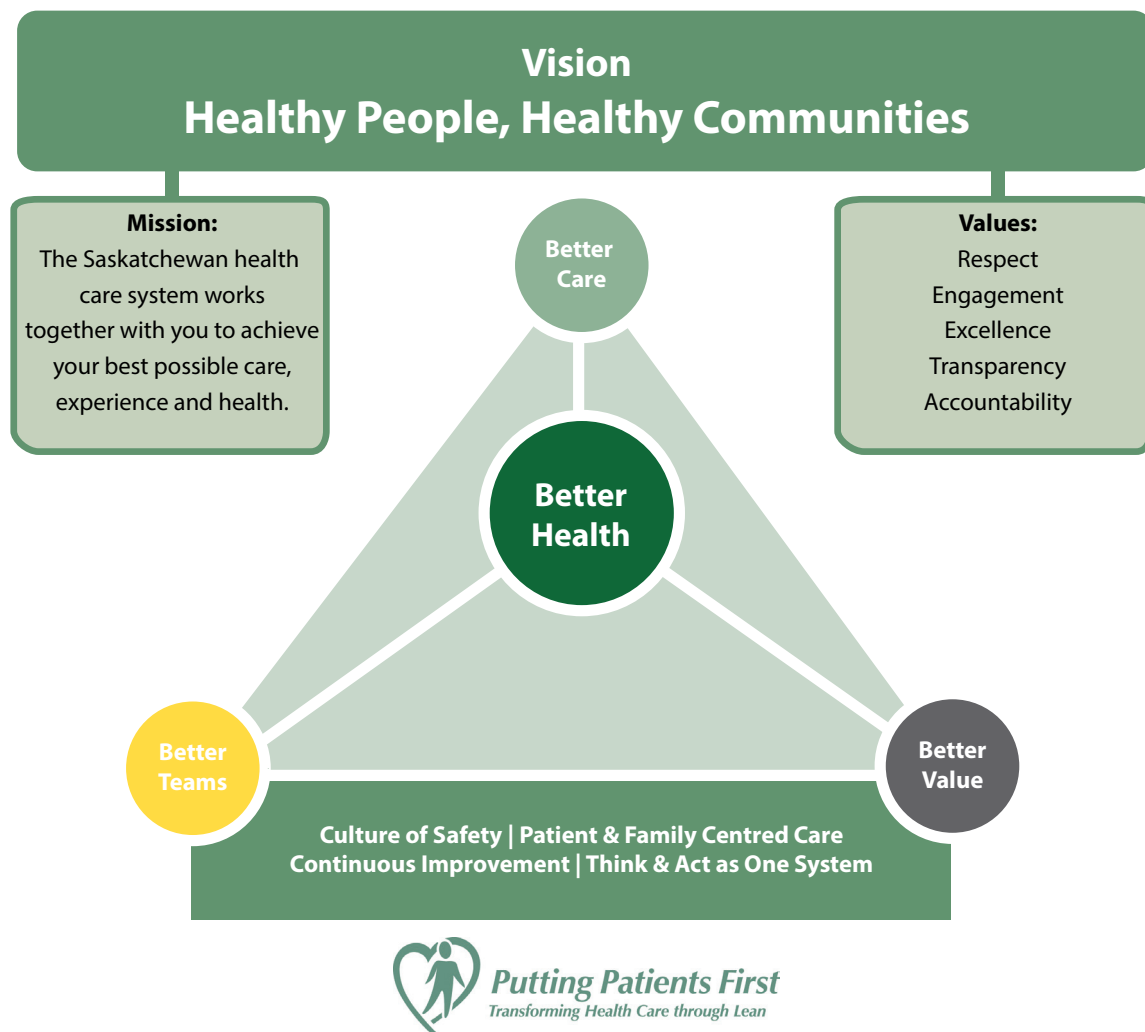 Vision
Healthy People, Healthy Communities
Mission:
The Saskatchewan health
care system works
together with you to achieve
your best possible care,
experience and health.
Values:
Respect
Engagement
Excellence
Transparency
Accountability
Better
Care
Better
Health
Better
Teams
Better
Value
Culture of Safety | Patient & Family Centred Care
Continuous Improvement | Think & Act as One System
Putting Patients First
Transforming Health Care through Lean